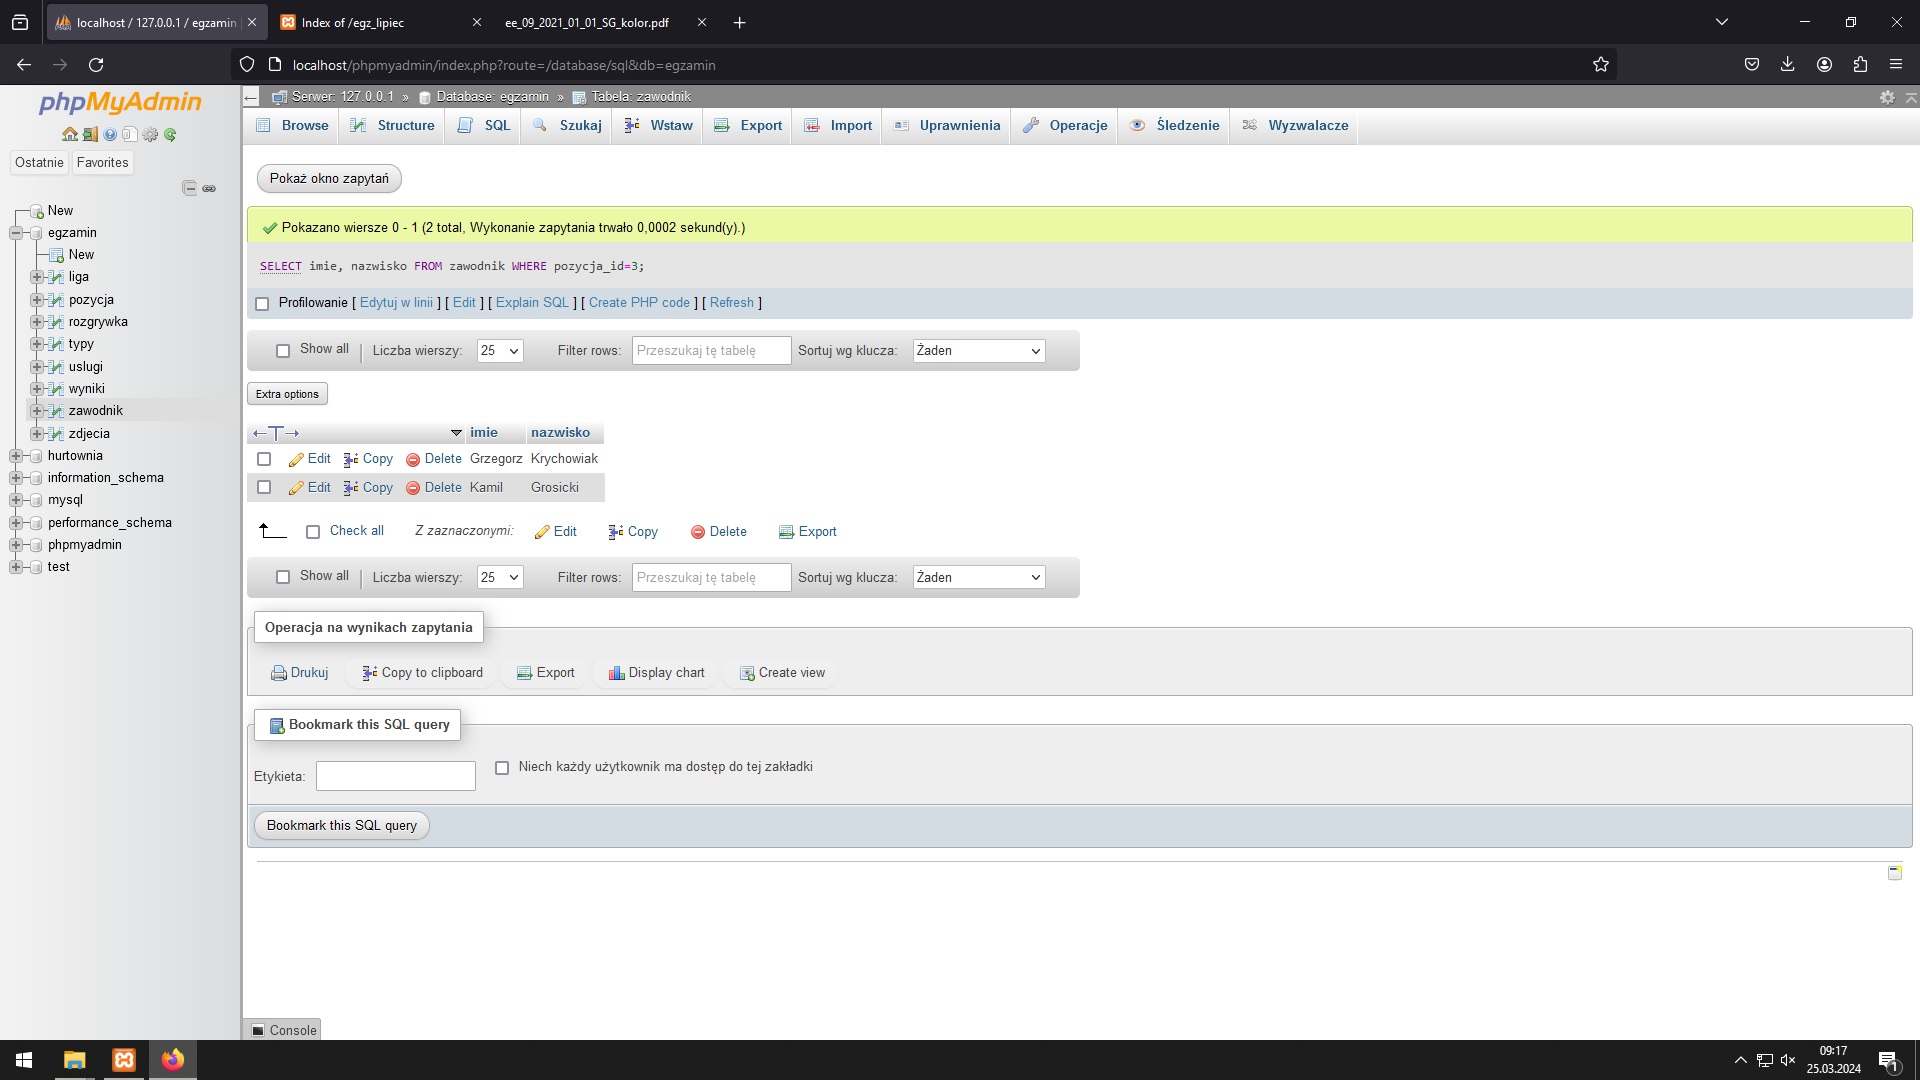 localhost / 127.0.0.1 / egzamin
Index of /egz_lipiec
ee_09_2021_01_01_SG_kolor.pdf
localhost/phpmyadmin/index.php?route=/database/sql&db=egzamin
phpMyAdmin
Ostatnie Favorites
New
egzamin
New
liga
pozycja
rozgrywka
typy
uslugi
wyniki
zawodnik
zdjecia
hurtownia
information_schema
mysql
performance_schema
phpmyadmin
test
Serwer: 127.0.0.1 » Database: egzamin » Tabela: zawodnik
Browse Structure SQL Szukaj Wstaw Export Import Uprawnienia Operacje Śledzenie Wyzwalacze
Pokaż okno zapytań
Pokazano wiersze 0 - 1 (2 total, Wykonanie zapytania trwało 0,0002 sekund(y).)
SELECT imie, nazwisko FROM zawodnik WHERE pozycja_id=3;
Profilowanie [ Edytuj w linii ] [ Edit ] [ Explain SQL ] [ Create PHP code ] [ Refresh ]
Show all | Liczba wierszy: 25 Filter rows: Przeszukaj tę tabelę Sortuj wg klucza: Żaden
Extra options
←T→ imie nazwisko
Edit Copy Delete Grzegorz Krychowiak
Edit Copy Delete Kamil Grosicki
Check all Z zaznaczonymi: Edit Copy Delete Export
Show all | Liczba wierszy: 25 Filter rows: Przeszukaj tę tabelę Sortuj wg klucza: Żaden
Operacja na wynikach zapytania
Drukuj Copy to clipboard Export Display chart Create view
Bookmark this SQL query
Etykieta: Niech każdy użytkownik ma dostęp do tej zakładki
Bookmark this SQL query
Console
09:17
25.03.2024
1